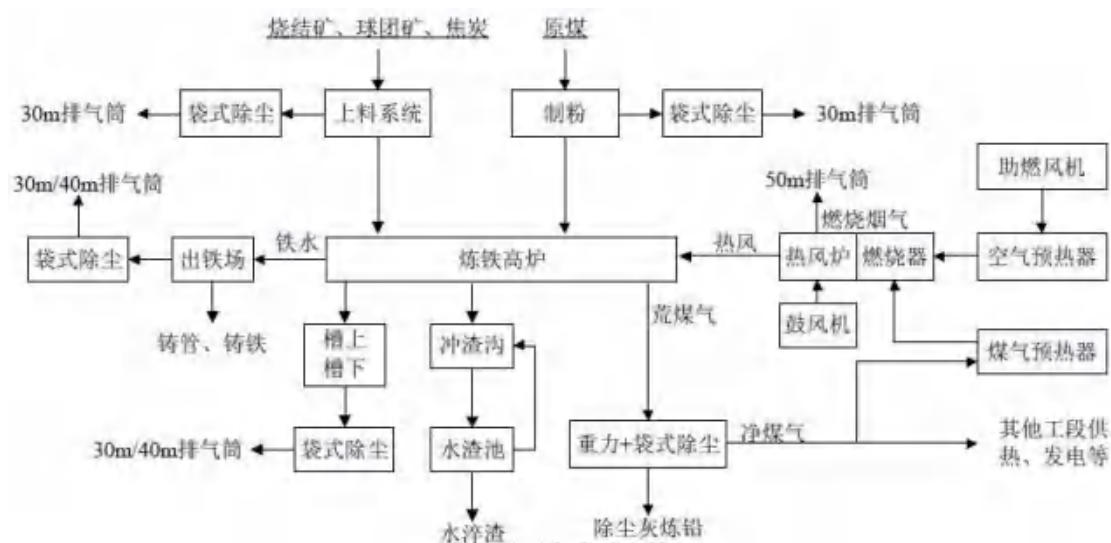 烧结矿、球团矿、焦炭
原煤
30m排气筒
袋式除尘
上料系统
制粉
袋式除尘
30m排气筒
30m/40m排气筒
50m排气筒
助燃风机
燃烧烟气
袋式除尘
出铁场
铁水
炼铁高炉
热风
热风炉
燃烧器
空气预热器
铸管、铸铁
槽上
槽下
冲渣沟
荒煤气
鼓风机
煤气预热器
30m/40m排气筒
袋式除尘
水渣池
重力+袋式除尘
净煤气
其他工段供
热、发电等
水淬渣
除尘灰炼铅